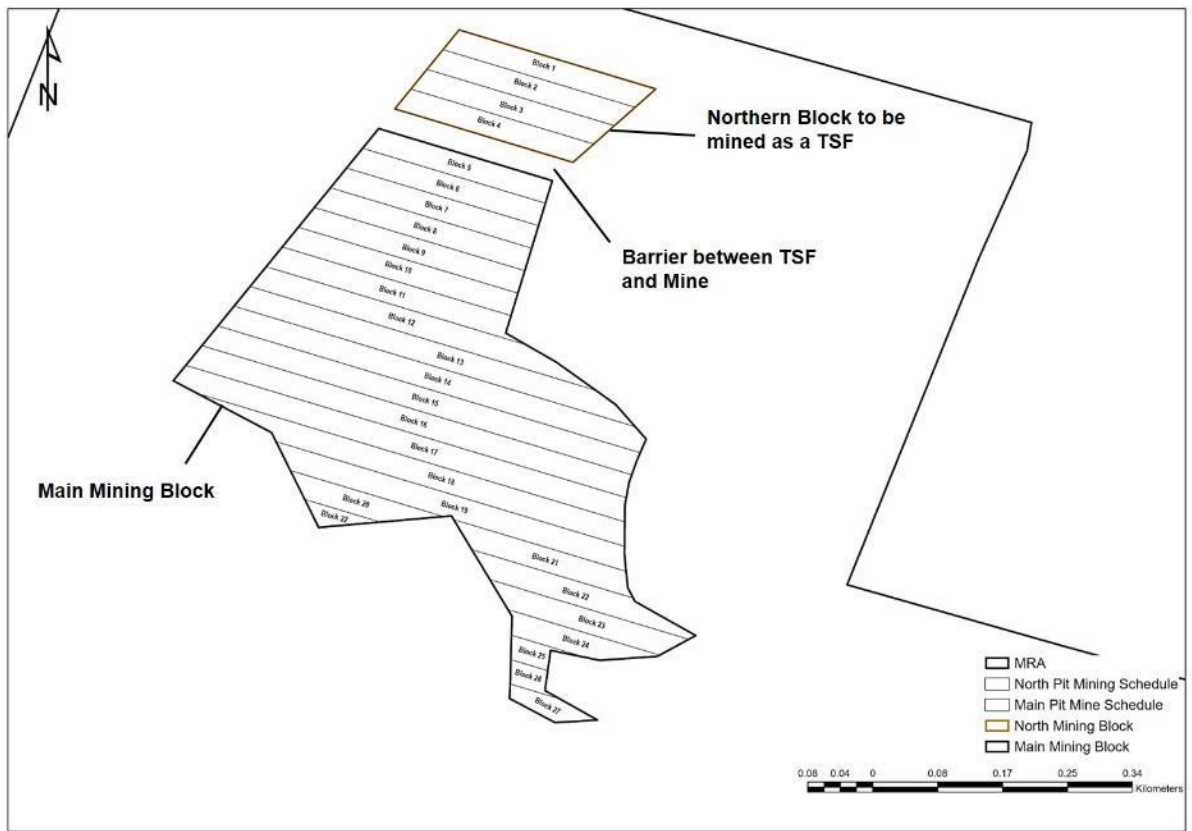 N
Block 1
Block 2
Block 3
Block 4
Northern Block to be
mined as a TSF
Block 5
Block 6
Block 7
Block 8
Block 9
Block 10
Block 11
Block 12
Block 13
Block 14
Block 15
Block 16
Block 17
Block 18
Block 19
Block 20
Block 22
Block 21
Block 22
Block 23
Block 24
Block 25
Block 26
Block 27
Barrier between TSF
and Mine
Main Mining Block
MRA
North Pit Mining Schedule
Main Pit Mine Schedule
North Mining Block
Main Mining Block
0.08 0.04 0 0.08 0.17 0.25 0.34
Kilometers